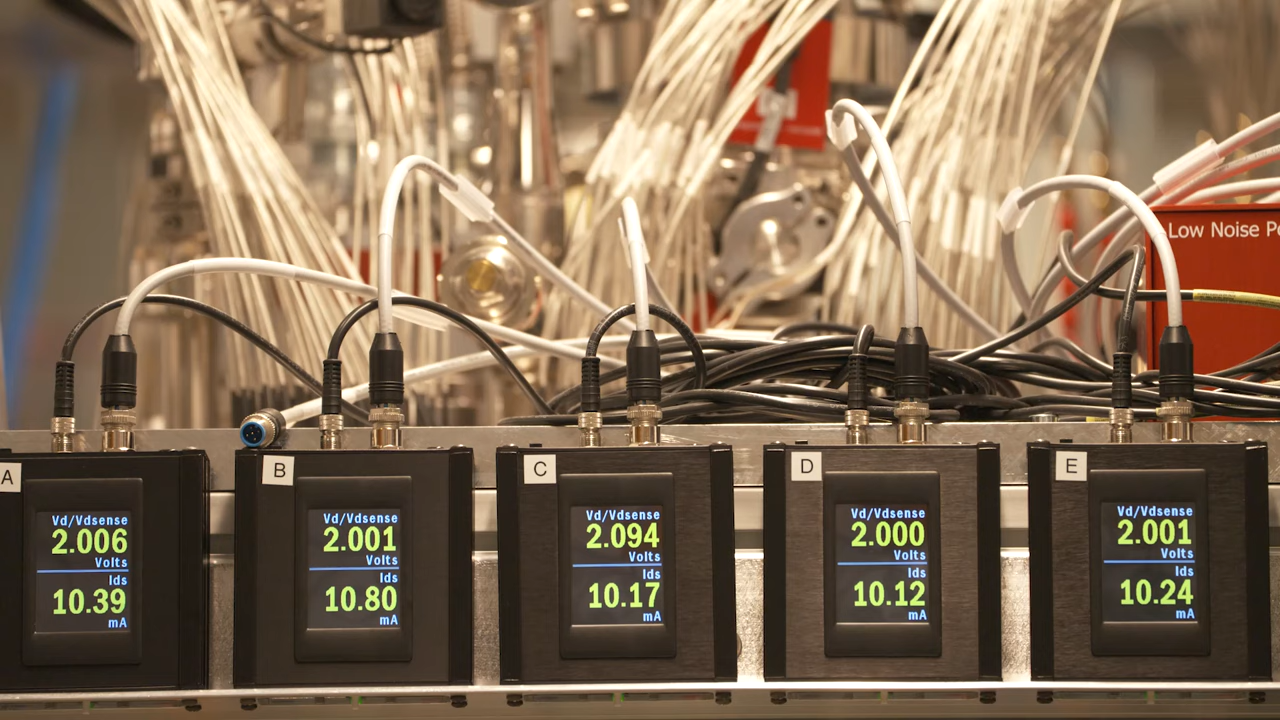 Low Noise
A
Vd/Vdsense
2.006
Volts
Ids
10.39
mA
B
Vd/Vdsense
2.001
Volts
Ids
10.80
mA
C
Vd/Vdsense
2.094
Volts
Ids
10.17
mA
D
Vd/Vdsense
2.000
Volts
Ids
10.12
mA
E
Vd/Vdsense
2.001
Volts
Ids
10.24
mA